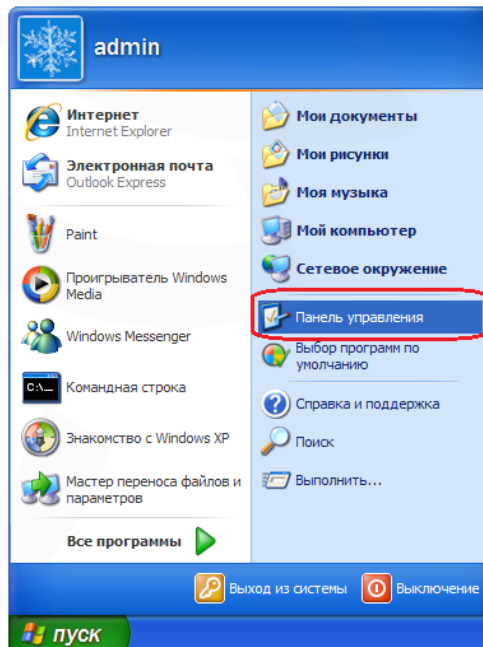 admin
Интернет
Internet Explorer
Электронная почта
Outlook Express
Paint
Проигрыватель Windows
Media
Windows Messenger
C:\_
Командная строка
Знакомство с Windows XP
Мастер переноса файлов и
параметров
Все программы
Мои документы
Мои рисунки
Моя музыка
Мой компьютер
Сетевое окружение
Панель управления
Выбор программ по
умолчанию
Справка и поддержка
Поиск
Выполнить...
Выход из системы
Выключение
пуск